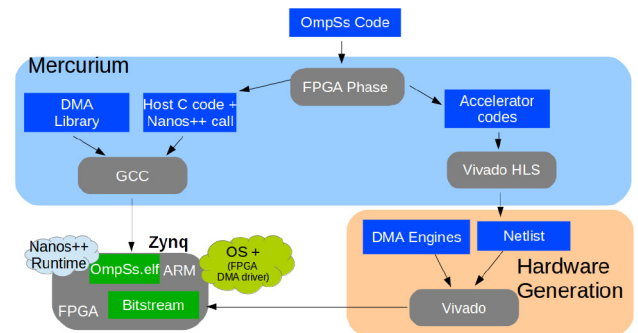 OmpSs Code
Mercurium
FPGA Phase
DMA
Library
Host C code +
Nanos++ call
Accelerator
codes
GCC
Vivado HLS
Nanos++
Runtime
Zynq
OmpSs.elf
ARM
OS +
(FPGA
DMA driver)
FPGA
Bitstream
DMA Engines
Netlist
Hardware
Generation
Vivado